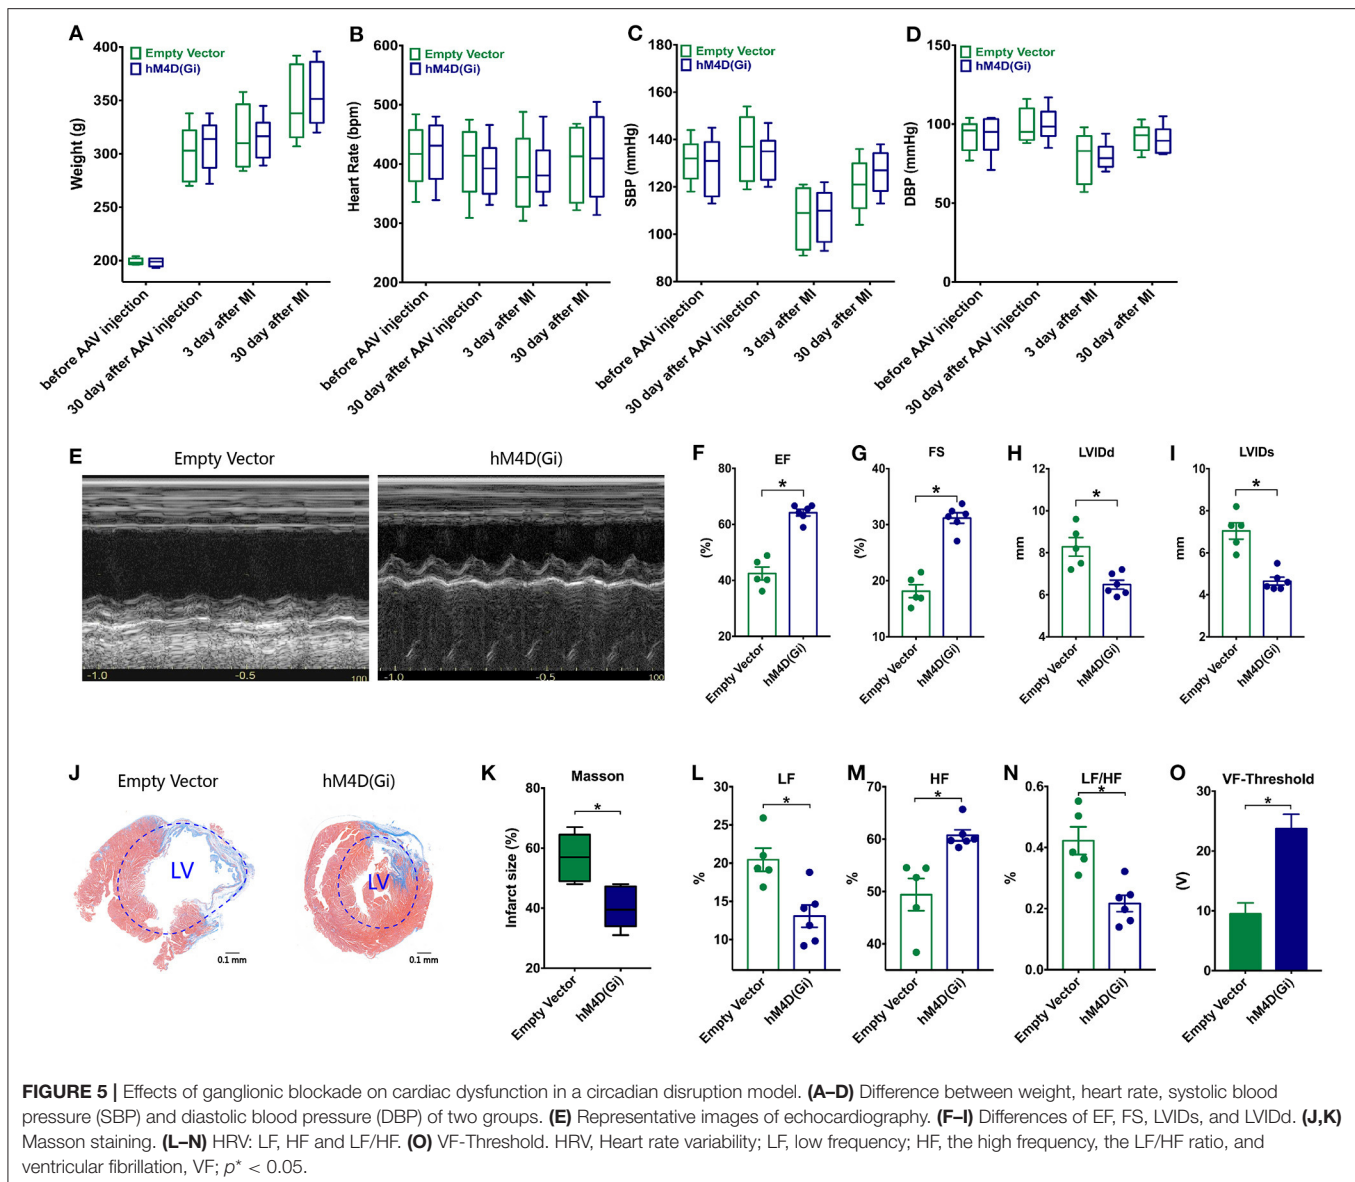 A
Empty Vector
hM4D(Gi)
Weight (g)
400
350
300
250
200
before AAV injection
30 day after AAV injection
3 day after MI
30 day after MI
B
Empty Vector
hM4D(Gi)
Heart Rate (bpm)
600
500
400
300
200
before AAV injection
30 day after AAV injection
3 day after MI
30 day after MI
C
Empty Vector
hM4D(Gi)
SBP (mmHg)
180
160
140
120
100
80
before AAV injection
30 day after AAV injection
3 day after MI
30 day after MI
D
Empty Vector
hM4D(Gi)
DBP (mmHg)
150
100
50
0
before AAV injection
30 day after AAV injection
3 day after MI
30 day after MI
E
Empty Vector
hM4D(Gi)
-1.0
-0.5
100
-1.0
-0.5
100
F
EF
*
(%)
80
60
40
20
Empty Vector
hM4D(Gi)
G
FS
*
(%)
40
30
20
10
Empty Vector
hM4D(Gi)
H
LVIDd
*
mm
12
10
8
6
4
Empty Vector
hM4D(Gi)
I
LVIDs
*
mm
10
8
6
4
2
Empty Vector
hM4D(Gi)
J
Empty Vector
hM4D(Gi)
LV
LV
0.1 mm
0.1 mm
K
Masson
*
Infarct size (%)
80
60
40
20
Empty Vector
hM4D(Gi)
L
LF
*
%
30
25
20
15
10
Empty Vector
hM4D(Gi)
M
HF
*
%
70
60
50
40
Empty Vector
hM4D(Gi)
N
LF/HF
*
%
0.6
0.4
0.2
0.0
Empty Vector
hM4D(Gi)
O
VF-Threshold
*
(V)
30
20
10
0
Empty Vector
hM4D(Gi)
FIGURE 5 | Effects of ganglionic blockade on cardiac dysfunction in a circadian disruption model. (A–D) Difference between weight, heart rate, systolic blood
pressure (SBP) and diastolic blood pressure (DBP) of two groups. (E) Representative images of echocardiography. (F–I) Differences of EF, FS, LVIDs, and LVIDd. (J,K)
Masson staining. (L–N) HRV: LF, HF and LF/HF. (O) VF-Threshold. HRV, Heart rate variability; LF, low frequency; HF, the high frequency, the LF/HF ratio, and
ventricular fibrillation, VF; p* < 0.05.